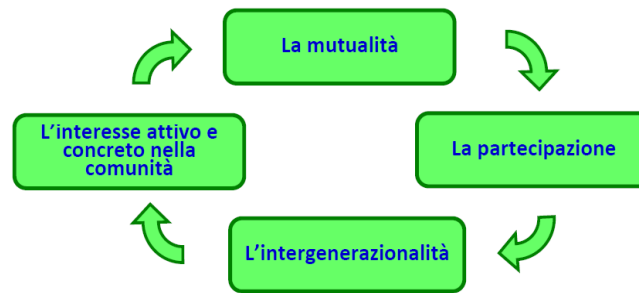 La mutualità
La partecipazione
L'intergenerazionalità
L'interesse attivo e
concreto nella
comunità